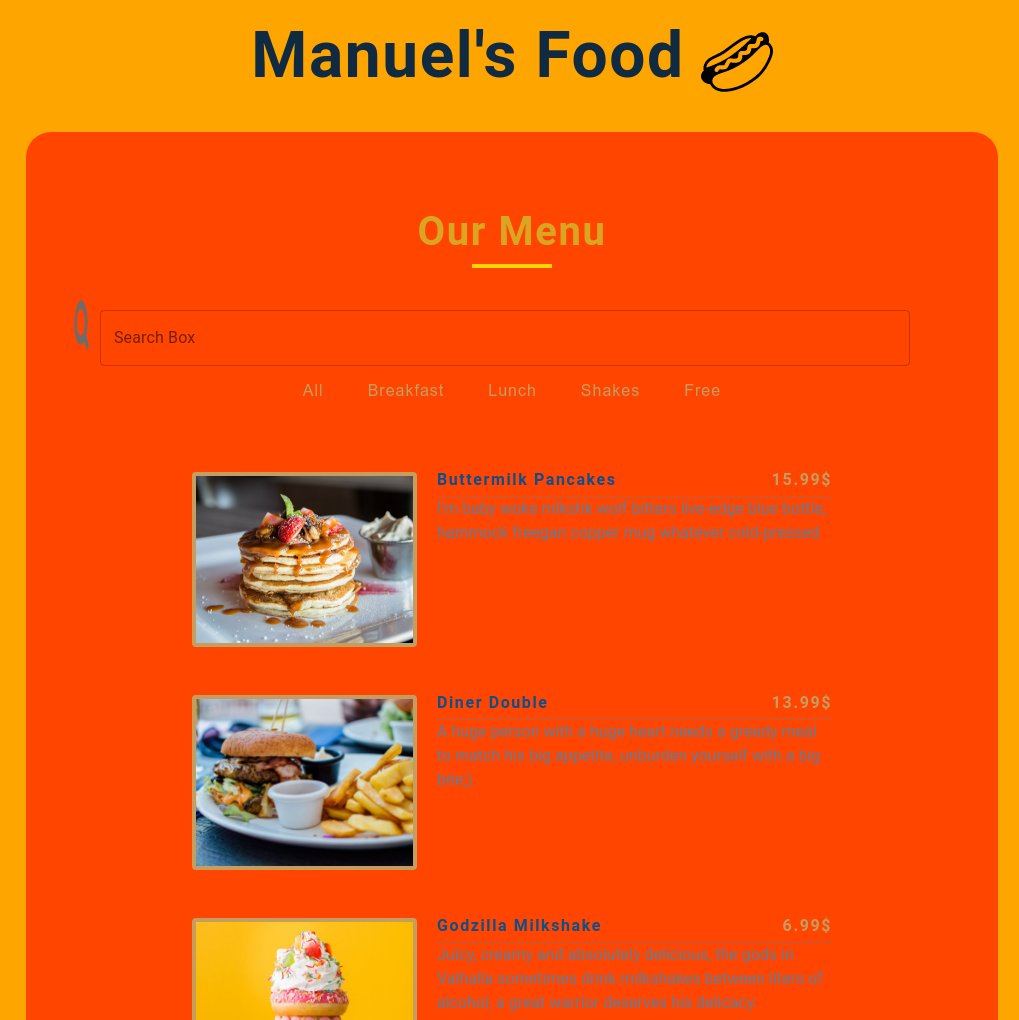 Manuel's Food
Our Menu
Search Box
All Breakfast Lunch Shakes Free
Buttermilk Pancakes 15.99$
I'm baby woke mlkshk wolf bitters live-edge blue bottle,
hammock freegan copper mug whatever cold-pressed
Diner Double 13.99$
A huge person with a huge heart needs a greedy meal
to match his big appetite, unburden yourself with a big
bite;)
Godzilla Milkshake 6.99$
Juicy, creamy and absolutely delicious, the gods in
Valhalla sometimes drink milkshakes between liters of
alcohol, a great warrior deserves his delicacy.